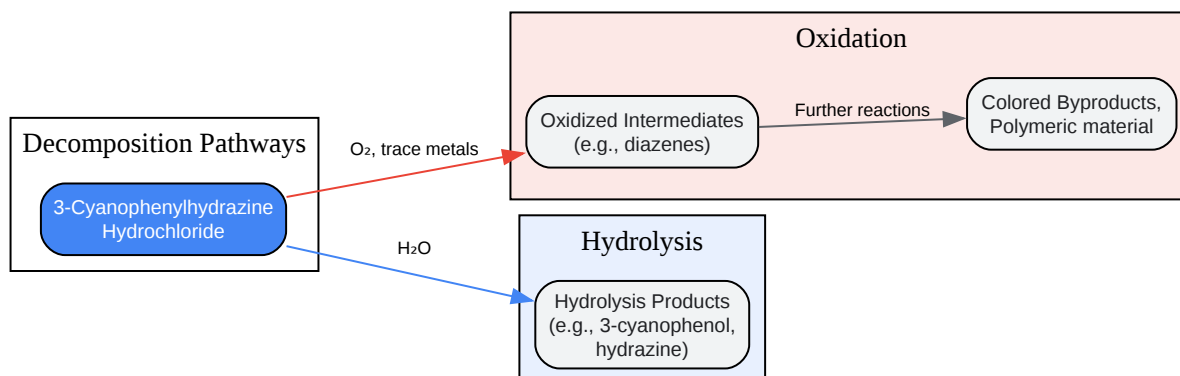 Decomposition Pathways
3-Cyanophenylhydrazine
Hydrochloride
O₂, trace metals
H₂O
Oxidation
Oxidized Intermediates
(e.g., diazenes)
Further reactions
Colored Byproducts,
Polymeric material
Hydrolysis
Hydrolysis Products
(e.g., 3-cyanophenol,
hydrazine)